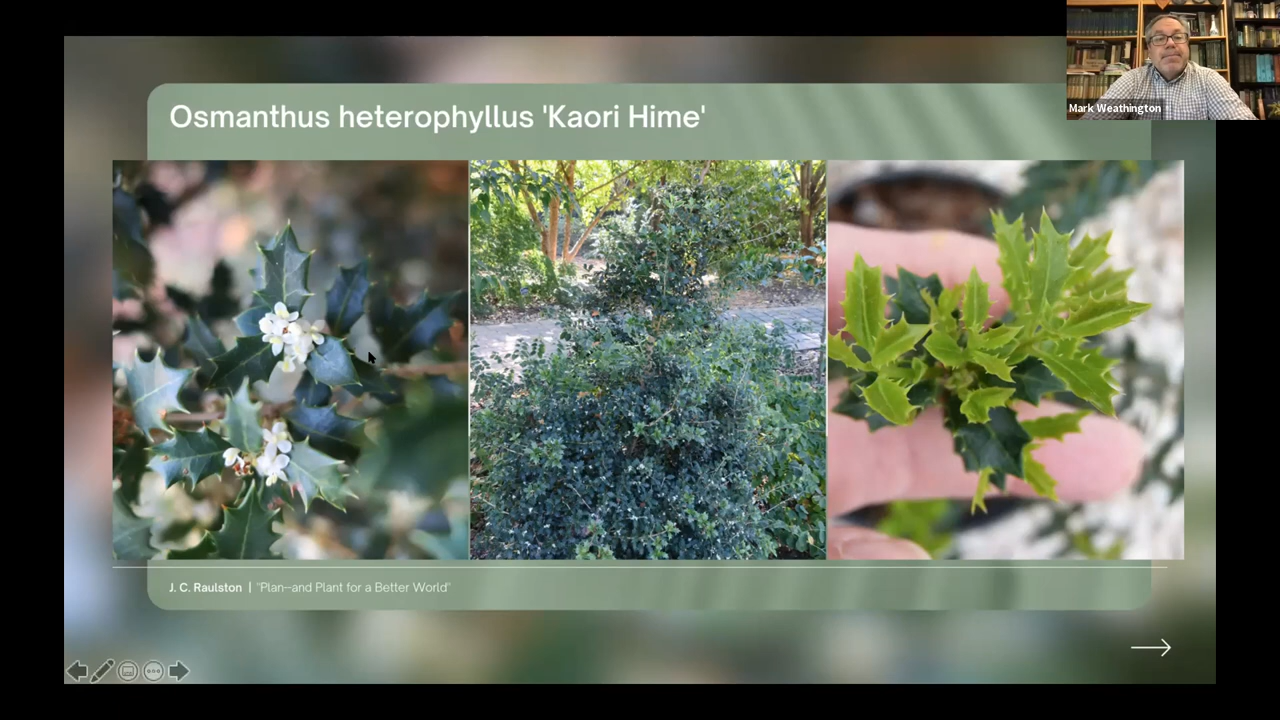 Osmanthus heterophyllus 'Kaori Hime'
Mark Weathington
J. C. Raulston | "Plan—and Plant for a Better World"